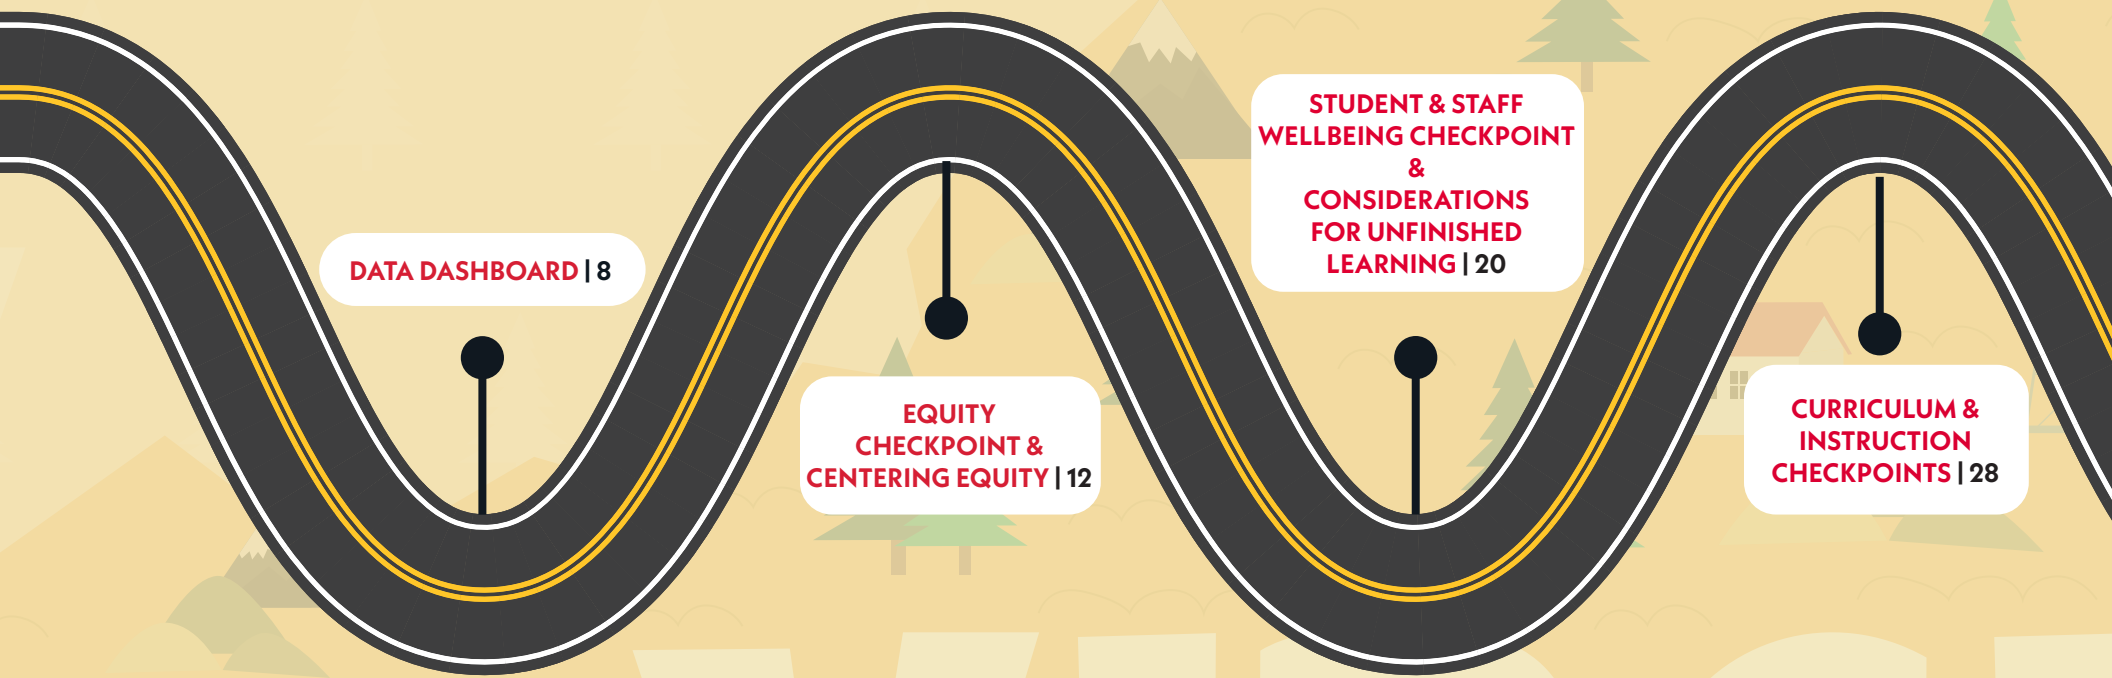 DATA DASHBOARD | 8
EQUITY
CHECKPOINT &
CENTERING EQUITY | 12
STUDENT & STAFF
WELLBEING CHECKPOINT
&
CONSIDERATIONS
FOR UNFINISHED
LEARNING | 20
CURRICULUM &
INSTRUCTION
CHECKPOINTS | 28